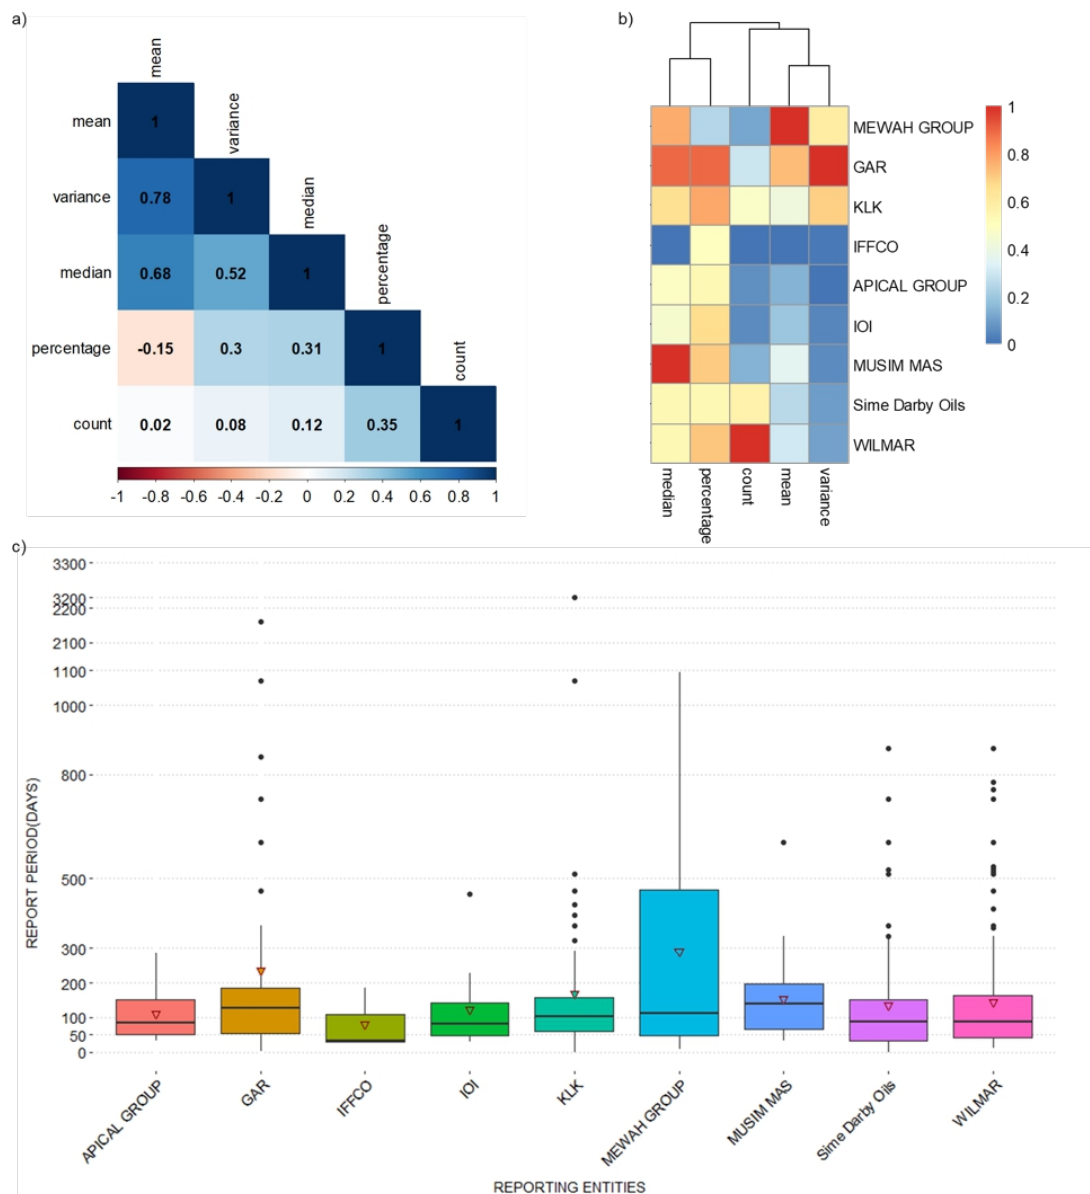 a)
mean
variance
median
percentage
count
mean
1
variance
0.78
1
median
0.68
0.52
1
percentage
-0.15
0.3
0.31
1
count
0.02
0.08
0.12
0.35
1
-1
-0.8
-0.6
-0.4
-0.2
0
0.2
0.4
0.6
0.8
1
b)
MEWAH GROUP
GAR
KLK
IFFCO
APICAL GROUP
IOI
MUSIM MAS
Sime Darby Oils
WILMAR
median
percentage
count
mean
variance
1
0.8
0.6
0.4
0.2
0
c)
REPORT PERIOD(DAYS)
3300
3200
2200
2100
1100
1000
800
500
300
200
100
50
0
APICAL GROUP
GAR
IFFCO
IOI
KLK
MEWAH GROUP
MUSIM MAS
Sime Darby Oils
WILMAR
REPORTING ENTITIES